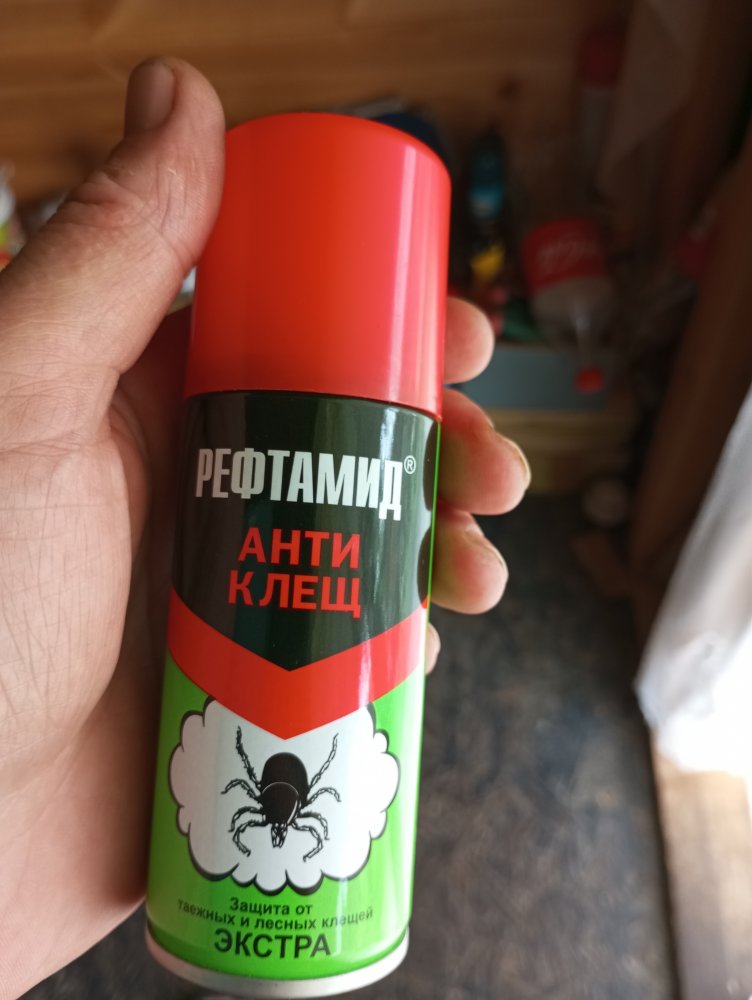 РЕФТАМИД®
АНТИ
КЛЕЩ
Защита от
таежных и лесных клещей
ЭКСТРА